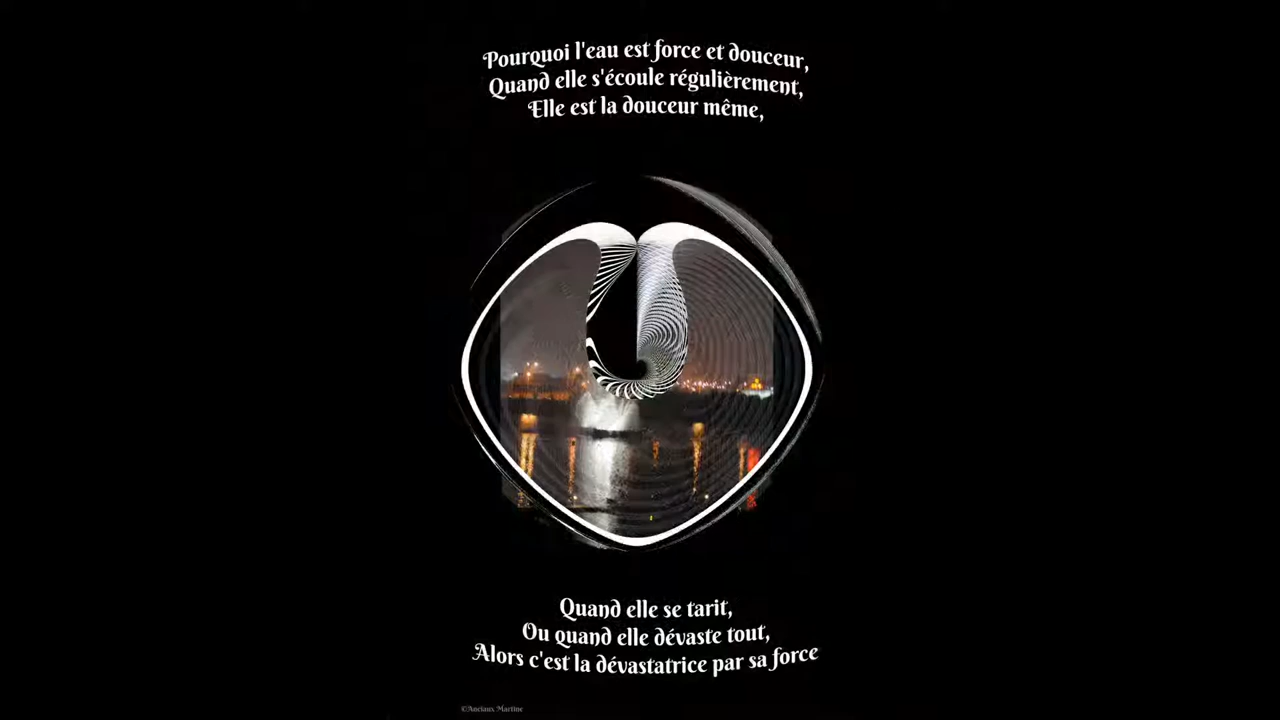 Pourquoi l'eau est force et douceur,
Quand elle s'écoule régulièrement,
Elle est la douceur même,
Quand elle se tarit,
Ou quand elle dévaste tout,
Alors c'est la dévastatrice par sa force
©Anciaux Martine